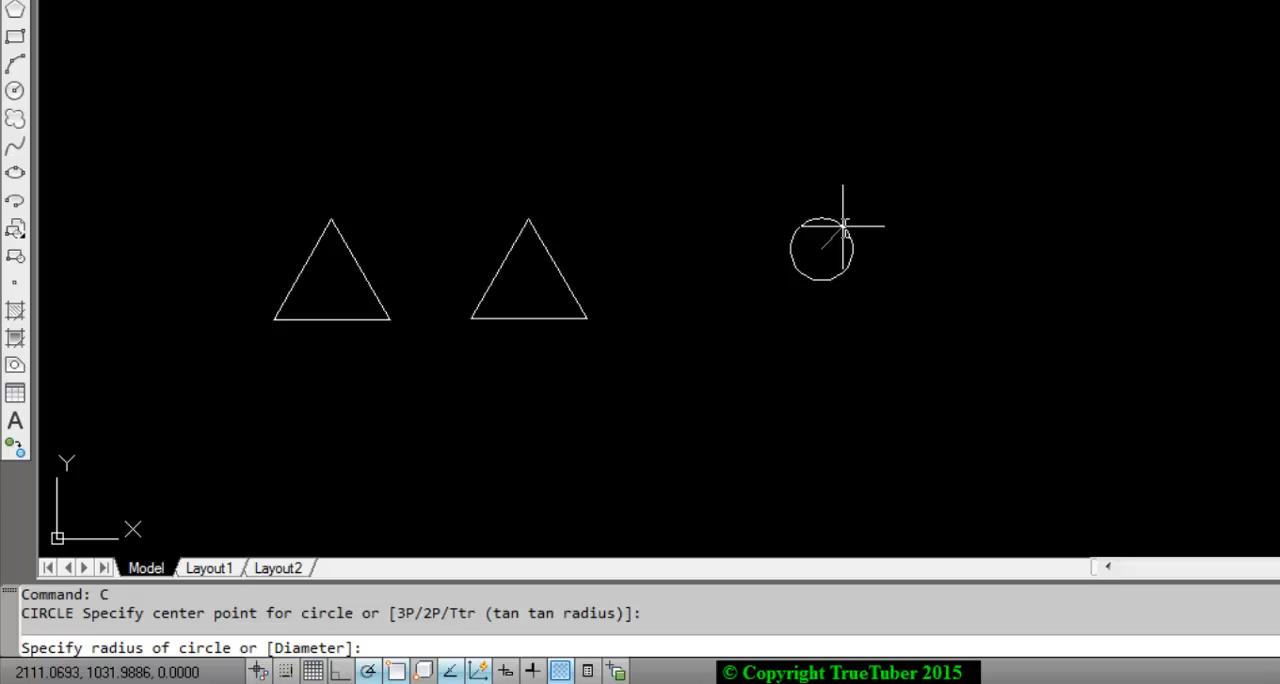 A
Y
X
Model
Layout1
Layout2
Command: C
CIRCLE Specify center point for circle or [3P/2P/Ttr (tan tan radius)]:
Specify radius of circle or [Diameter]:
2111.0693, 1031.9886, 0.0000
© Copyright TrueTuber 2015